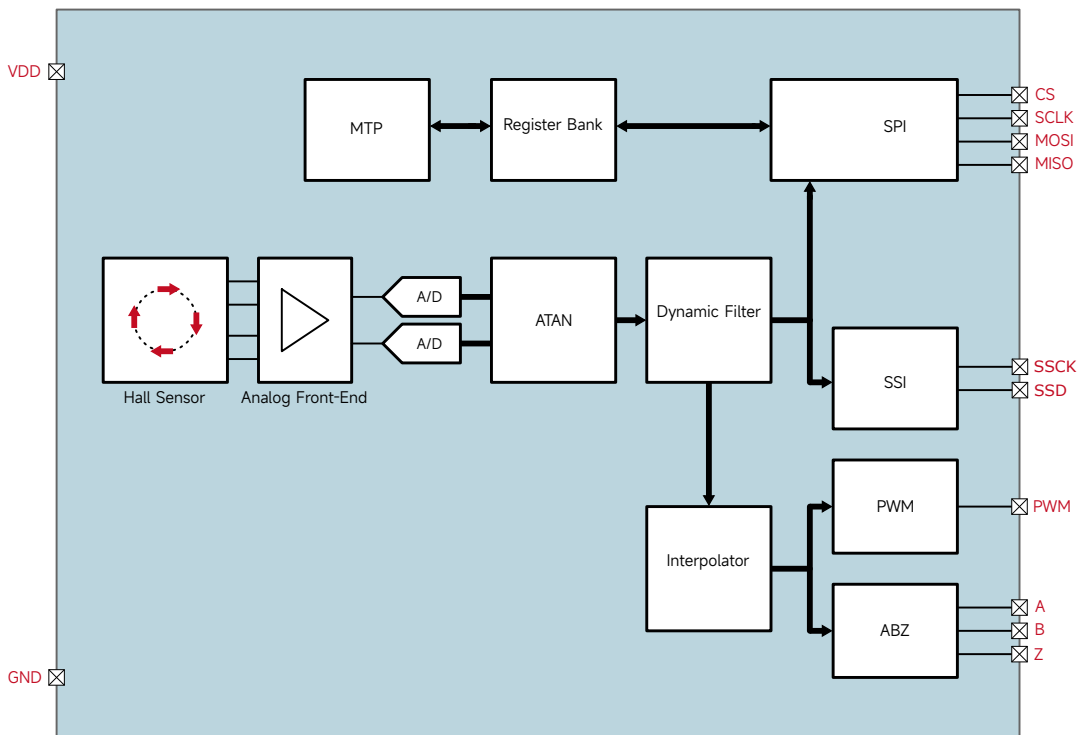 VDD
MTP
Register Bank
SPI
CS
SCLK
MOSI
MISO
A/D
A/D
ATAN
Dynamic Filter
Hall Sensor
Analog Front-End
SSI
SSCK
SSD
Interpolator
PWM
PWM
ABZ
A
B
Z
GND